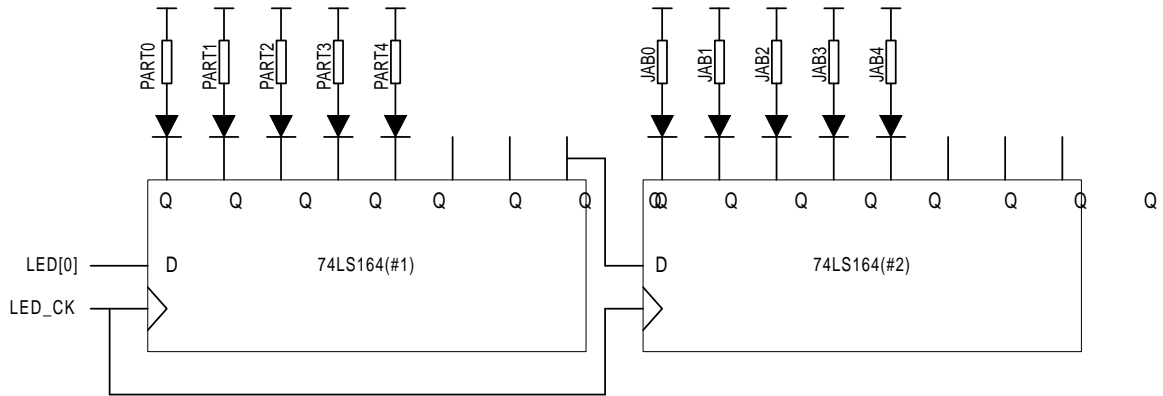 PART0 PART1 PART2 PART3 PART4 JAB0 JAB1 JAB2 JAB3 JAB4
Q Q Q Q Q Q Q Q Q Q Q Q Q Q Q Q
LED[0] D 74LS164(#1) D 74LS164(#2)
LED_CK